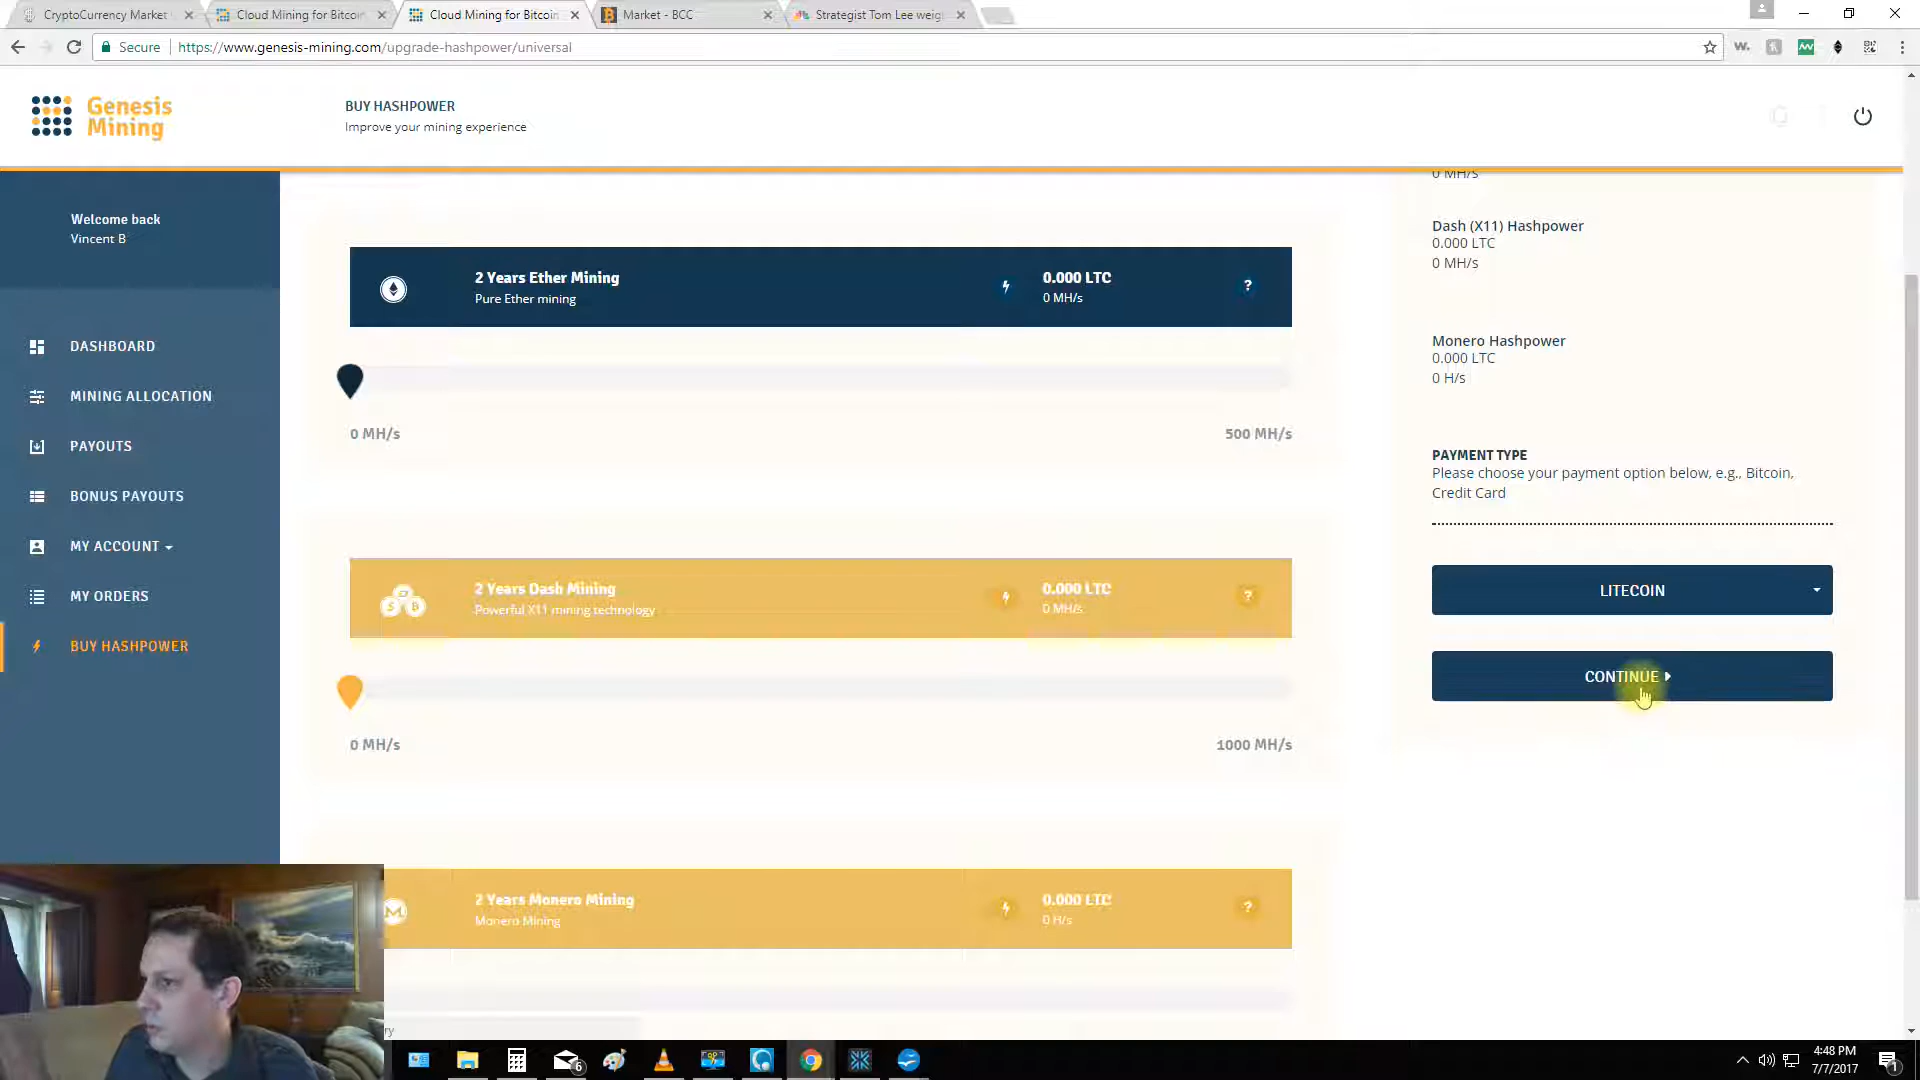 CryptoCurrency Market
Cloud Mining for Bitcoin
Cloud Mining for Bitcoin
Market - BCC
Strategist Tom Lee weig
Secure
https://www.genesis-mining.com/upgrade-hashpower/universal
W.
Genesis
Mining
BUY HASHPOWER
Improve your mining experience
Welcome back
Vincent B
DASHBOARD
MINING ALLOCATION
PAYOUTS
BONUS PAYOUTS
MY ACCOUNT
MY ORDERS
BUY HASHPOWER
2 Years Ether Mining
Pure Ether mining
0.000 LTC
0 MH/s
?
0 MH/s
500 MH/s
2 Years Dash Mining
Powerful X11 mining technology
0.000 LTC
0 MH/s
?
0 MH/s
1000 MH/s
2 Years Monero Mining
Monero Mining
0.000 LTC
0 H/s
?
0 MH/s
Dash (X11) Hashpower
0.000 LTC
0 MH/s
Monero Hashpower
0.000 LTC
0 H/s
PAYMENT TYPE
Please choose your payment option below, e.g., Bitcoin,
Credit Card
LITECOIN
CONTINUE
ry
6
4:48 PM
7/7/2017
1